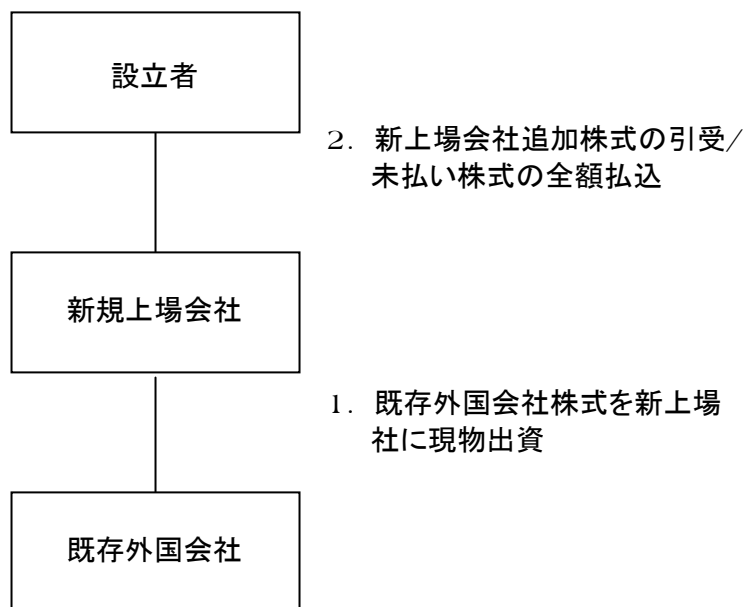 設立者
2. 新上場会社追加株式の引受/
未払い株式の全額払込
新規上場会社
1. 既存外国会社株式を新上場
社に現物出資
既存外国会社